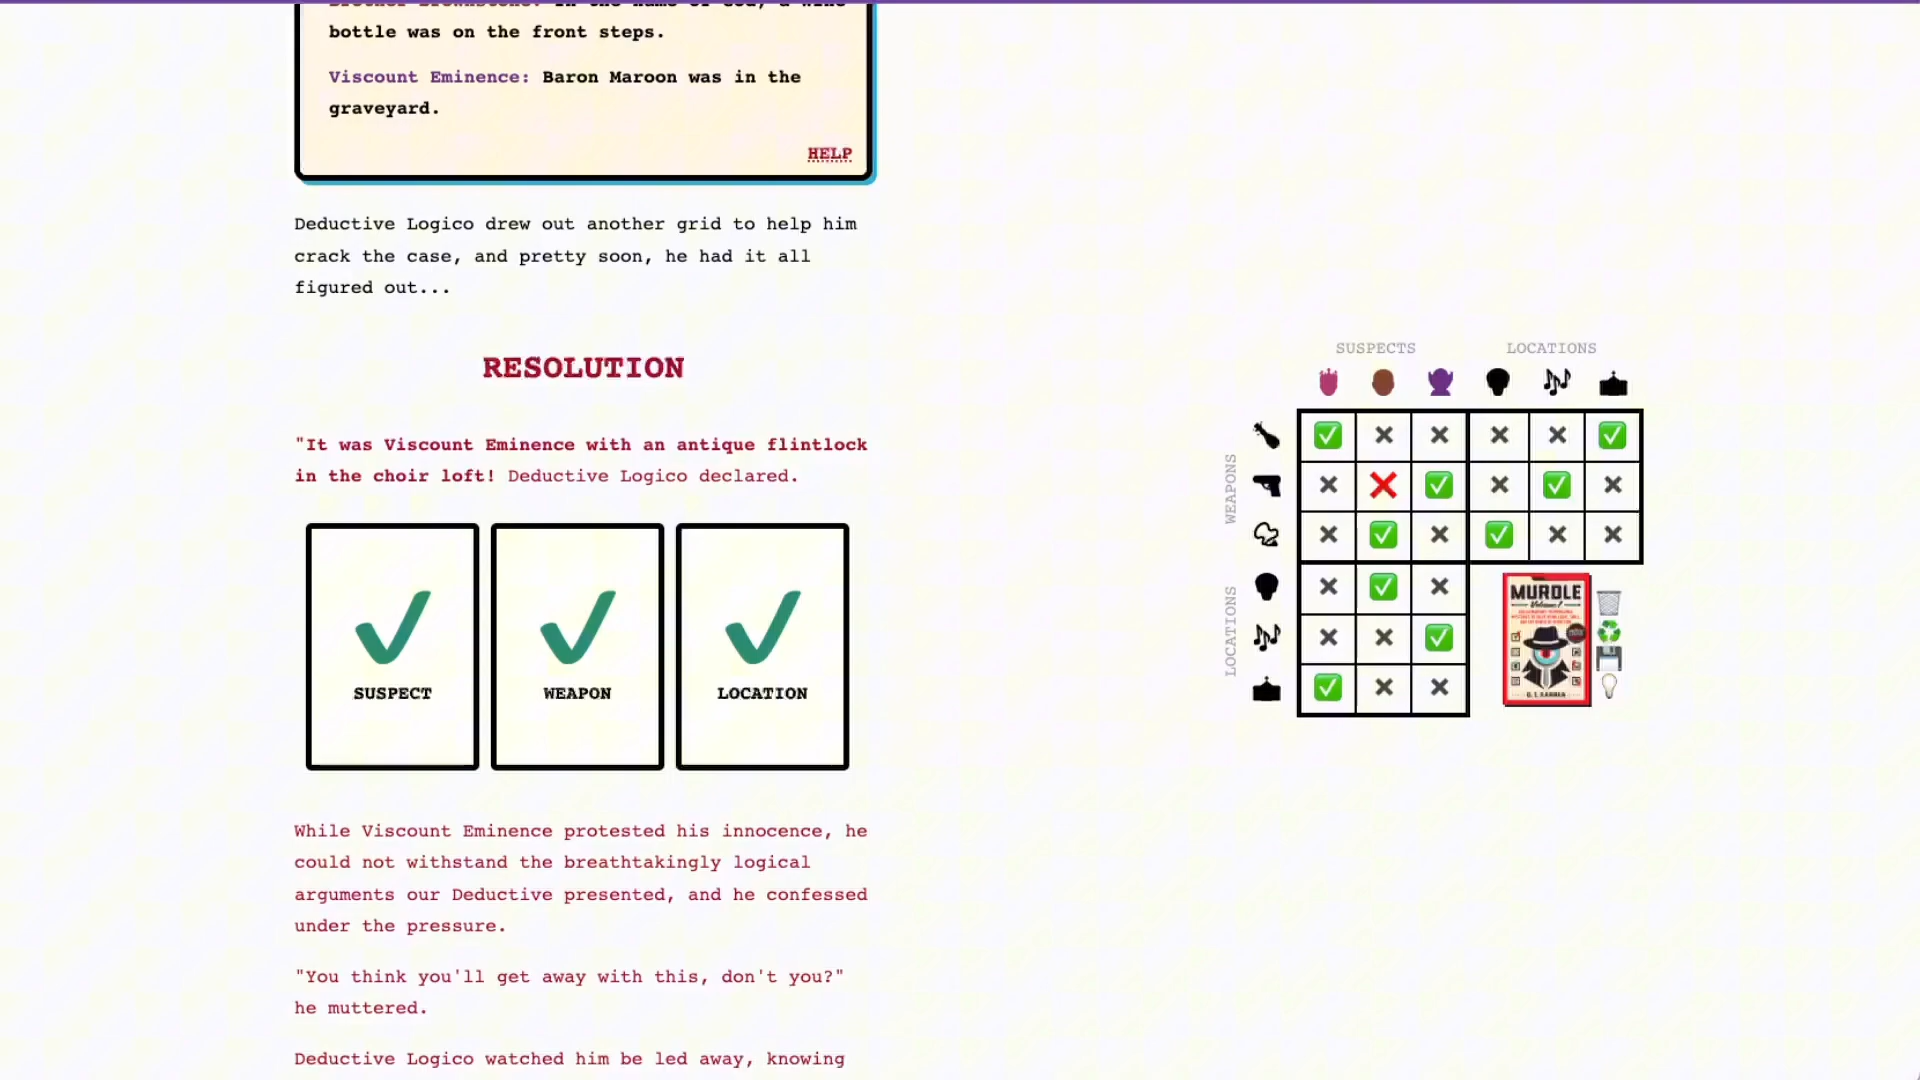 bottle was on the front steps.
Viscount Eminence: Baron Maroon was in the
graveyard.
HELP
Deductive Logico drew out another grid to help him
crack the case, and pretty soon, he had it all
figured out...
RESOLUTION
"It was Viscount Eminence with an antique flintlock
in the choir loft! Deductive Logico declared.
SUSPECT
WEAPON
LOCATION
While Viscount Eminence protested his innocence, he
could not withstand the breathtakingly logical
arguments our Deductive presented, and he confessed
under the pressure.
"You think you'll get away with this, don't you?"
he muttered.
Deductive Logico watched him be led away, knowing
SUSPECTS
LOCATIONS
WEAPONS
LOCATIONS
MURDLE
Volume 1
G. T. KARBER